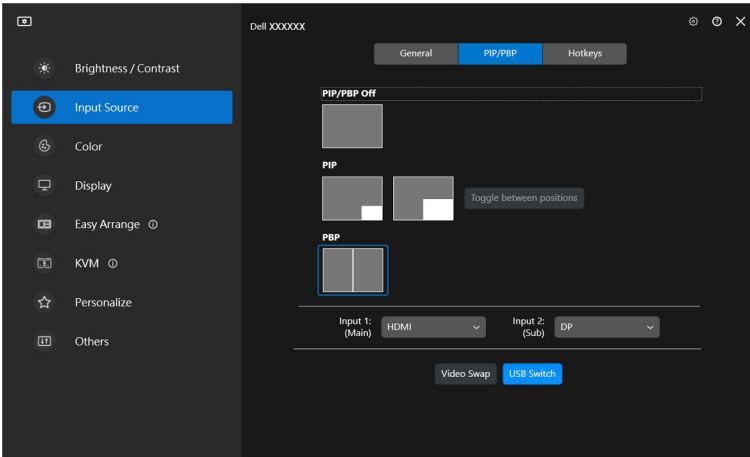 Dell XXXXXX
Brightness / Contrast
Input Source
Color
Display
Easy Arrange
KVM
Personalize
Others
General
PIP/PBP
Hotkeys
PIP/PBP Off
PIP
Toggle between positions
PBP
Input 1:
(Main)
HDMI
Input 2:
(Sub)
DP
Video Swap
USB Switch